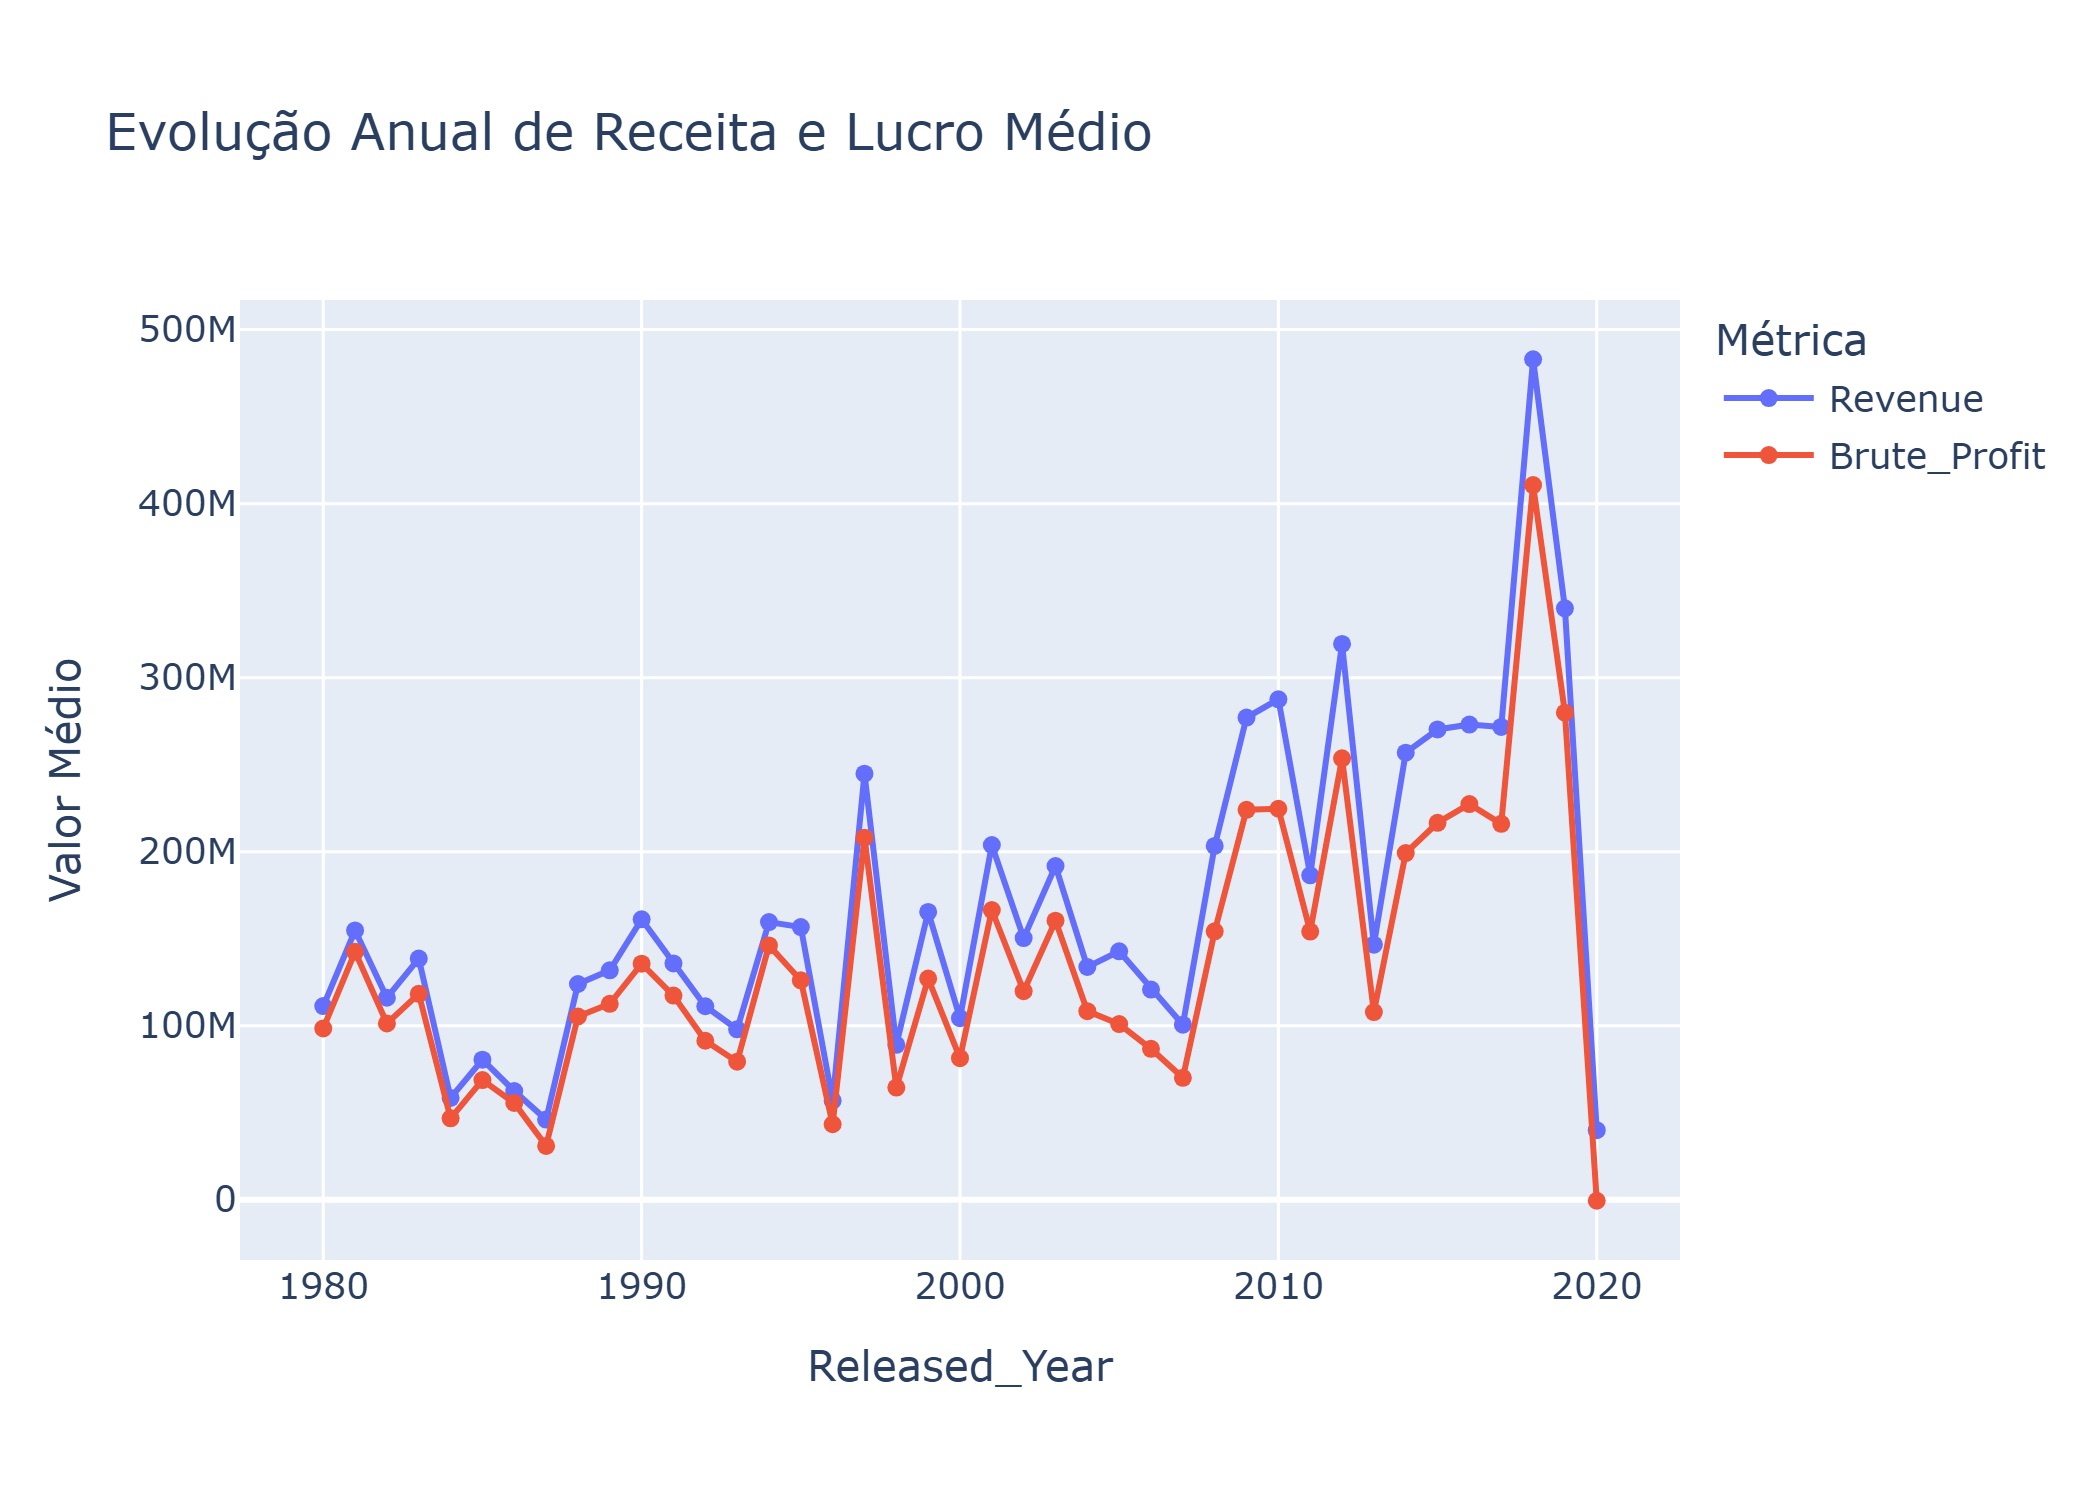 Evolução Anual de Receita e Lucro Médio
Métrica
Revenue
Brute_Profit
Valor Médio
500M
400M
300M
200M
100M
0
1980 1990 2000 2010 2020
Released_Year